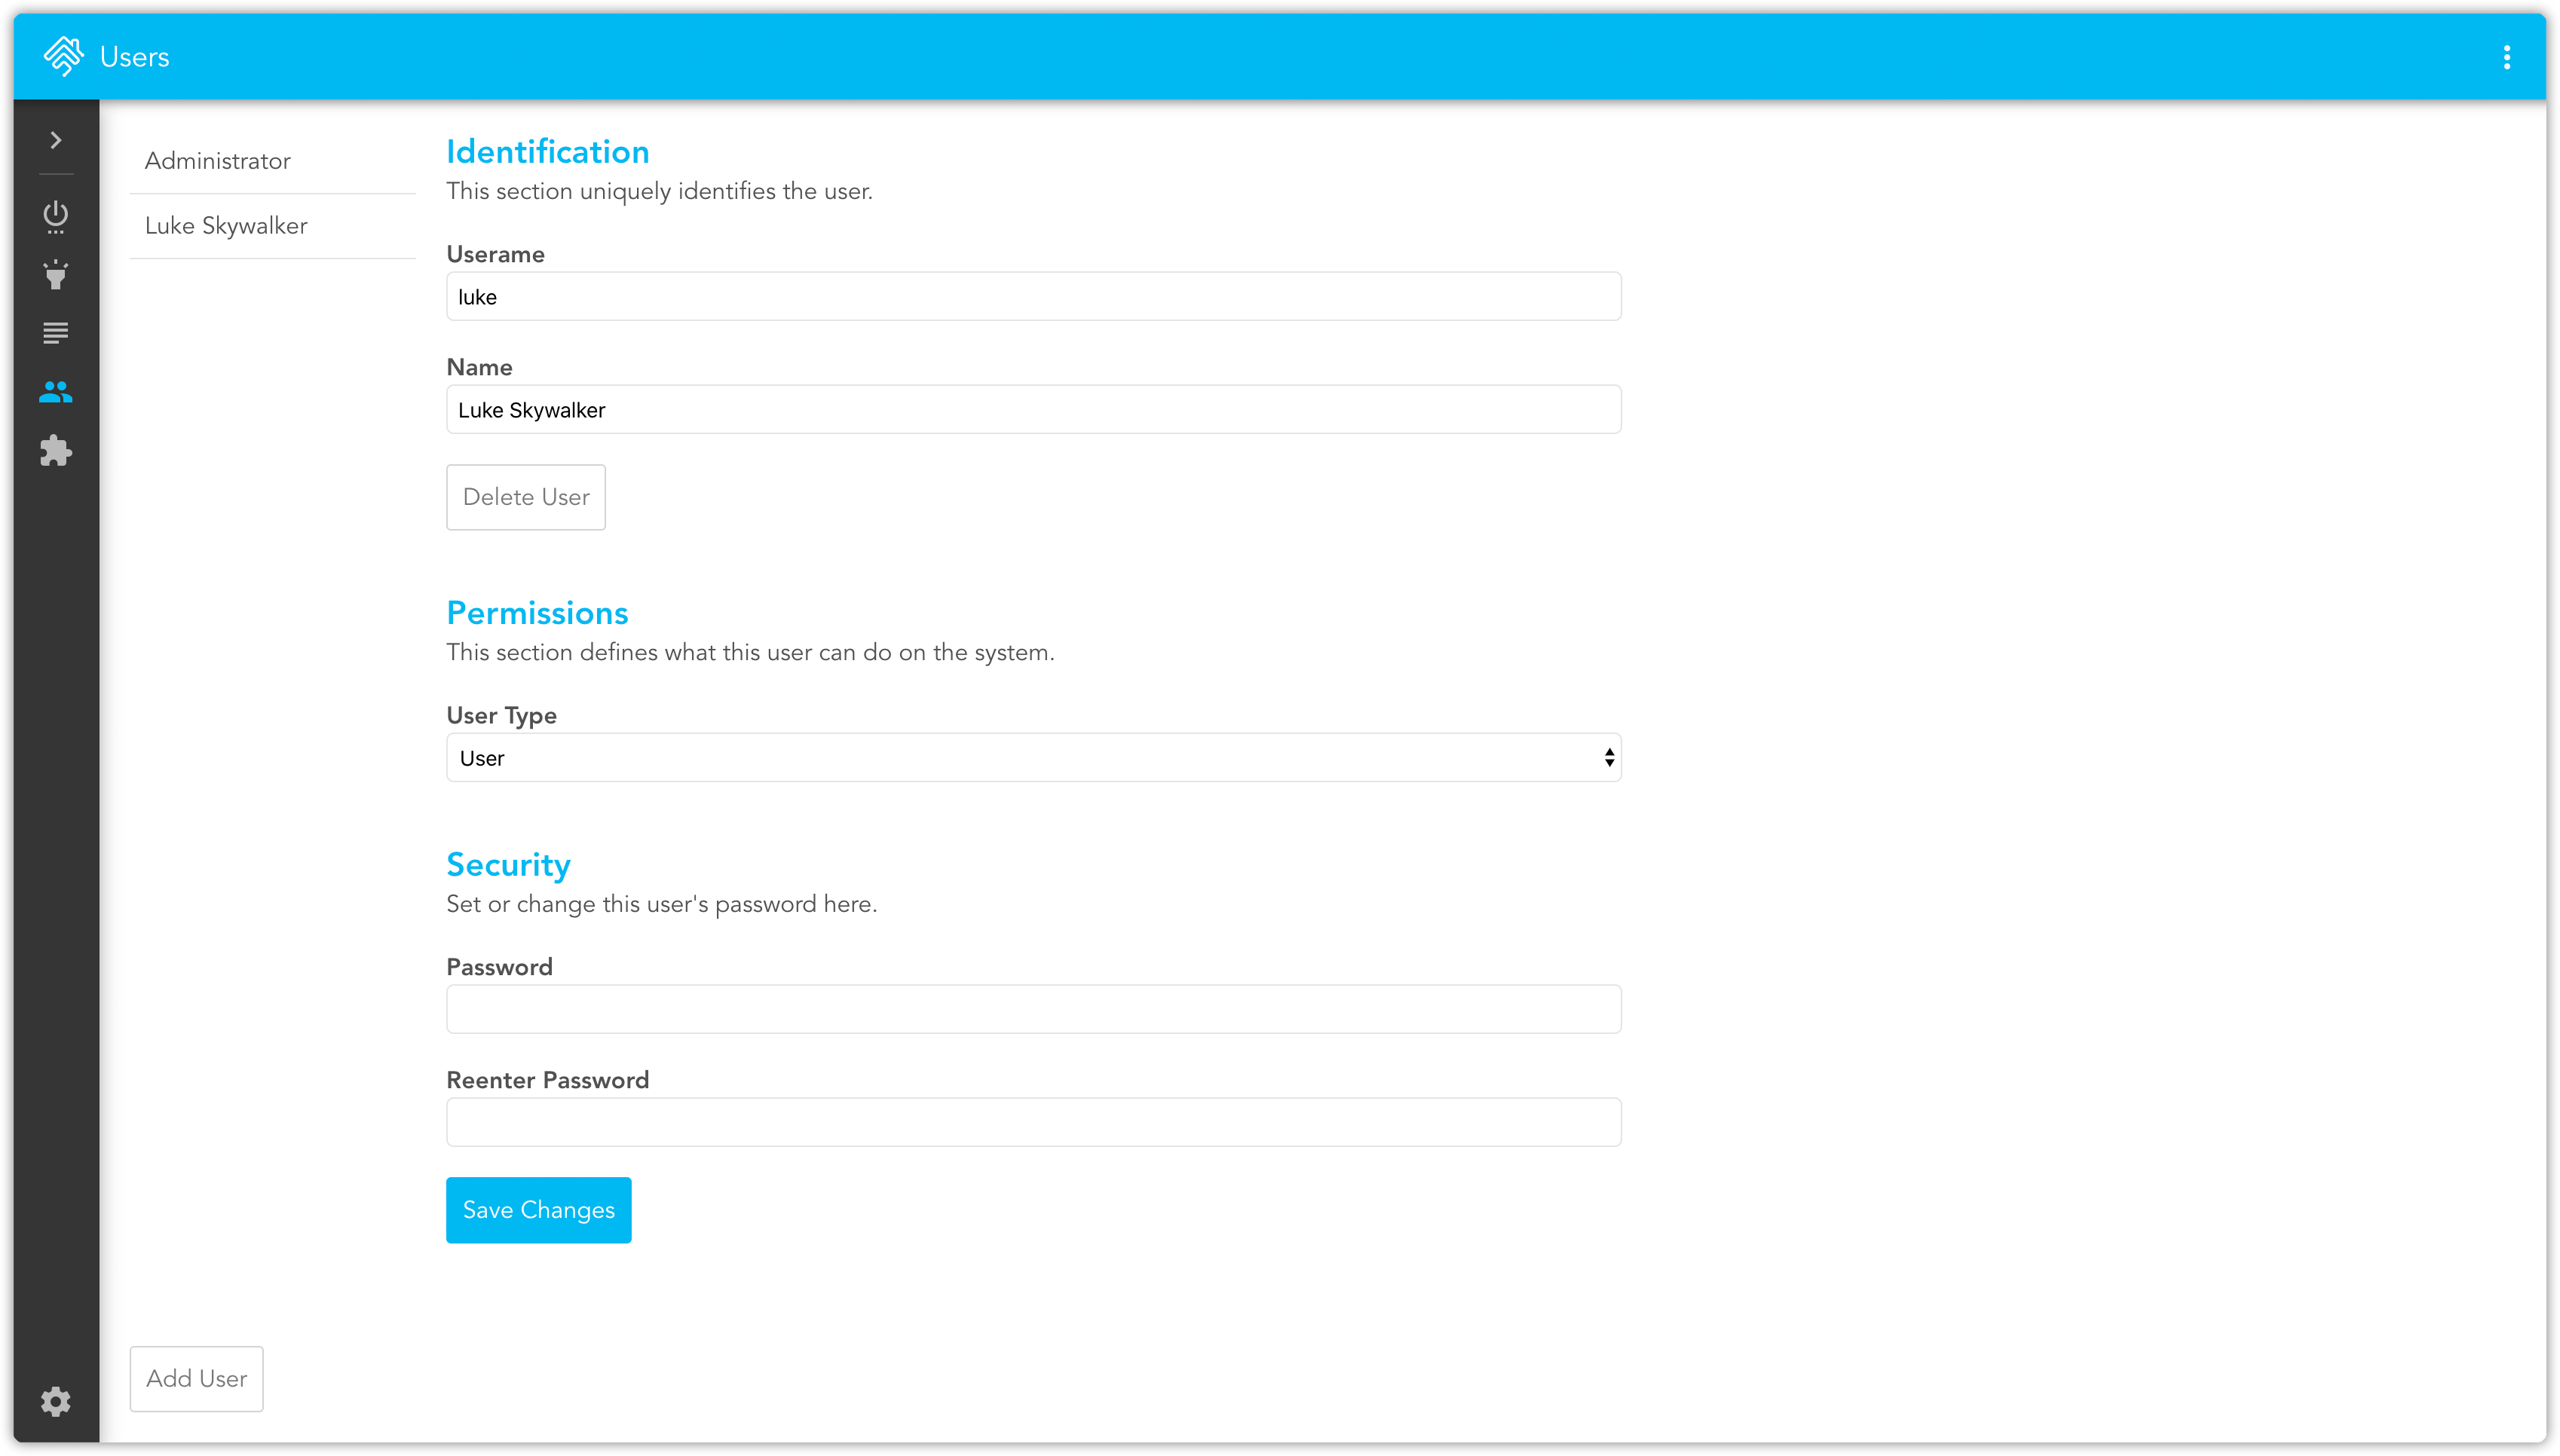 Users
Administrator
Luke Skywalker
Identification
This section uniquely identifies the user.
Userame
luke
Name
Luke Skywalker
Delete User
Permissions
This section defines what this user can do on the system.
User Type
User
Security
Set or change this user's password here.
Password
Reenter Password
Save Changes
Add User